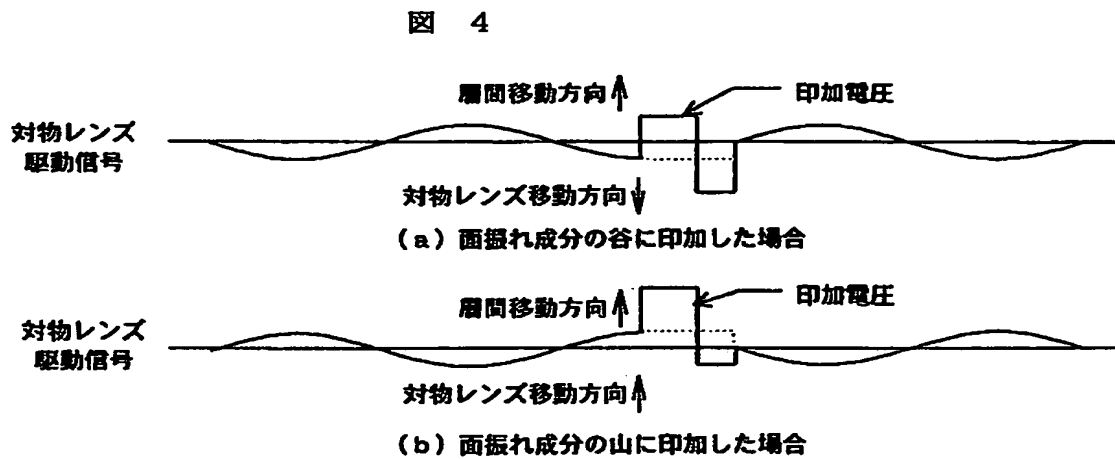 図 4
層間移動方向
印加電圧
対物レンズ
駆動信号
対物レンズ移動方向
(a)面振れ成分の谷に印加した場合
層間移動方向
印加電圧
対物レンズ
駆動信号
対物レンズ移動方向
(b)面振れ成分の山に印加した場合